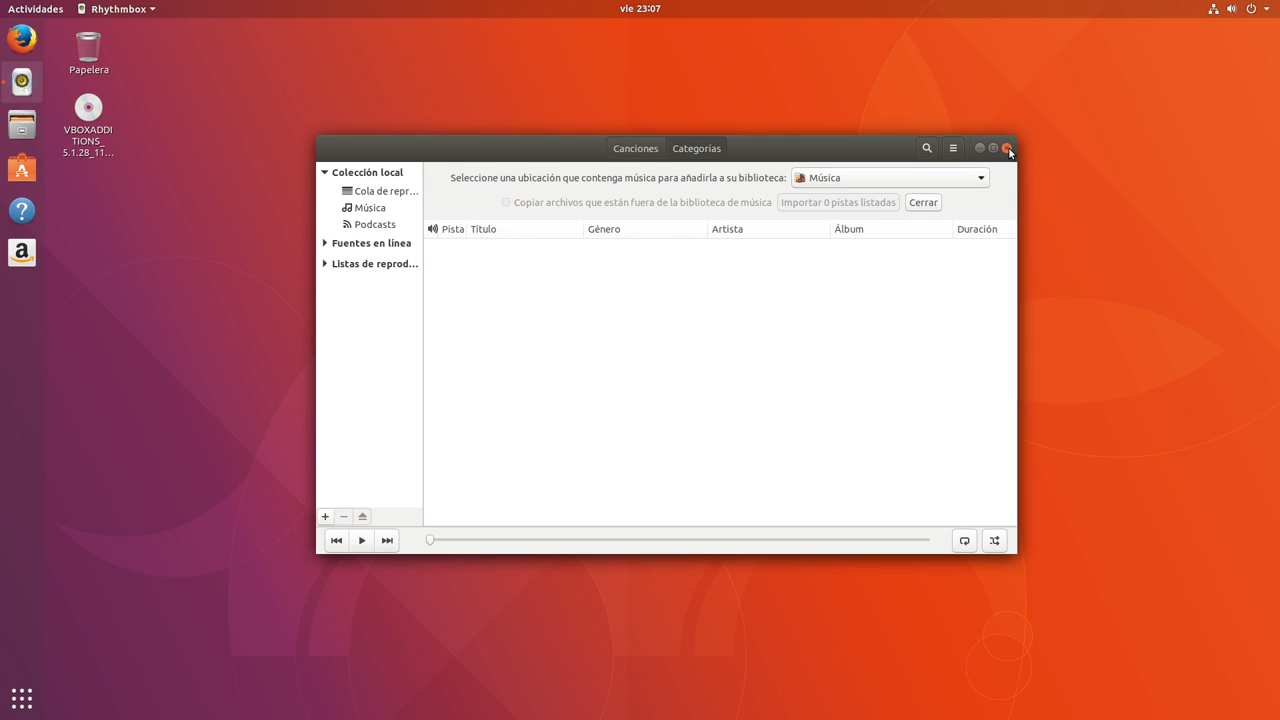 Actividades Rhythmbox vie 23:07
Papelera
VBOXADDI
TIONS_
5.1.28_11...
Canciones Categorías
Colección local
Cola de repr...
Música
Podcasts
Fuentes en línea
Listas de reprod...
Seleccione una ubicación que contenga música para añadirla a su biblioteca: Música
Copiar archivos que están fuera de la biblioteca de música Importar 0 pistas listadas Cerrar
Pista Título Género Artista Álbum Duración